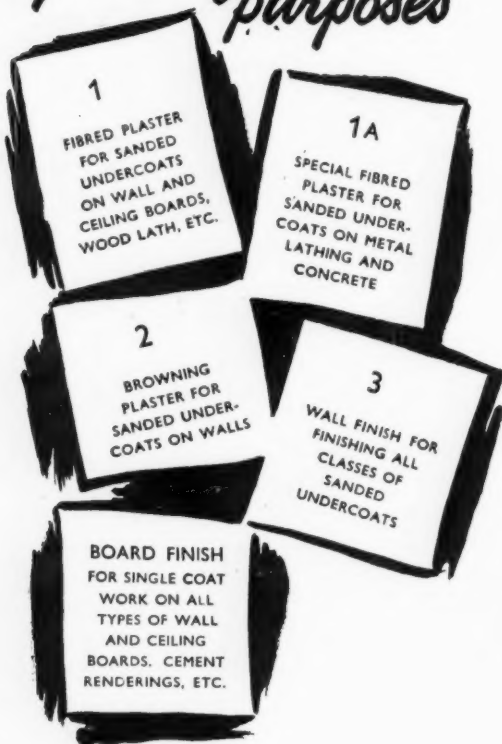 purposes
1
FIBRED PLASTER
FOR SANDED
UNDERCOATS
ON WALL AND
CEILING BOARDS,
WOOD LATH, ETC.
1A
SPECIAL FIBRED
PLASTER FOR
SANDED UNDER-
COATS ON METAL
LATHING AND
CONCRETE
2
BROWNING
PLASTER FOR
SANDED UNDER-
COATS ON WALLS
3
WALL FINISH FOR
FINISHING ALL
CLASSES OF
SANDED
UNDERCOATS
BOARD FINISH
FOR SINGLE COAT
WORK ON ALL
TYPES OF WALL
AND CEILING
BOARDS. CEMENT
RENDERINGS, ETC.